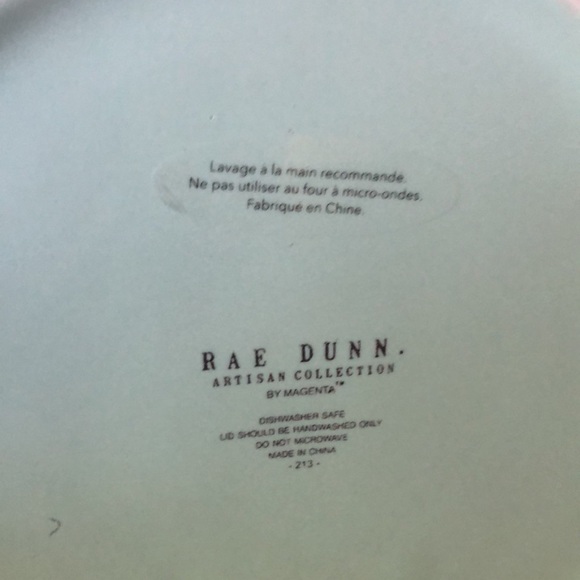 Lavage à la main recommande.
Ne pas utiliser au four à micro-ondes.
Fabriqué en Chine.
RAE DUNN.
ARTISAN COLLECTION
BY MAGENTA™
DISHWASHER SAFE
LID SHOULD BE HANDWASHED ONLY
DO NOT MICROWAVE
MADE IN CHINA
- 213 -